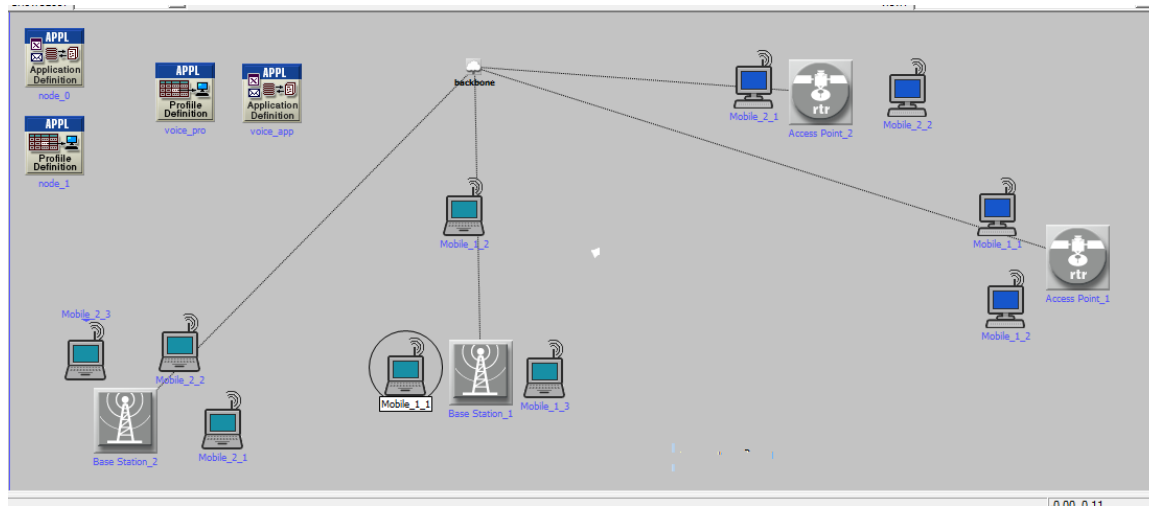 APPL
Application
Definition
node_0
APPL
Profile
Definition
node_1
APPL
Profile
Definition
voice_pro
APPL
Application
Definition
voice_app
backbone
Mobile_2_1
rtr
Access Point_2
Mobile_2_2
Mobile_1_2
Mobile_1_1
rtr
Access Point_1
Mobile_1_2
Mobile_2_3
Mobile_2_2
Base Station_2
Mobile_2_1
Mobile_1_1
Base Station_1
Mobile_1_3